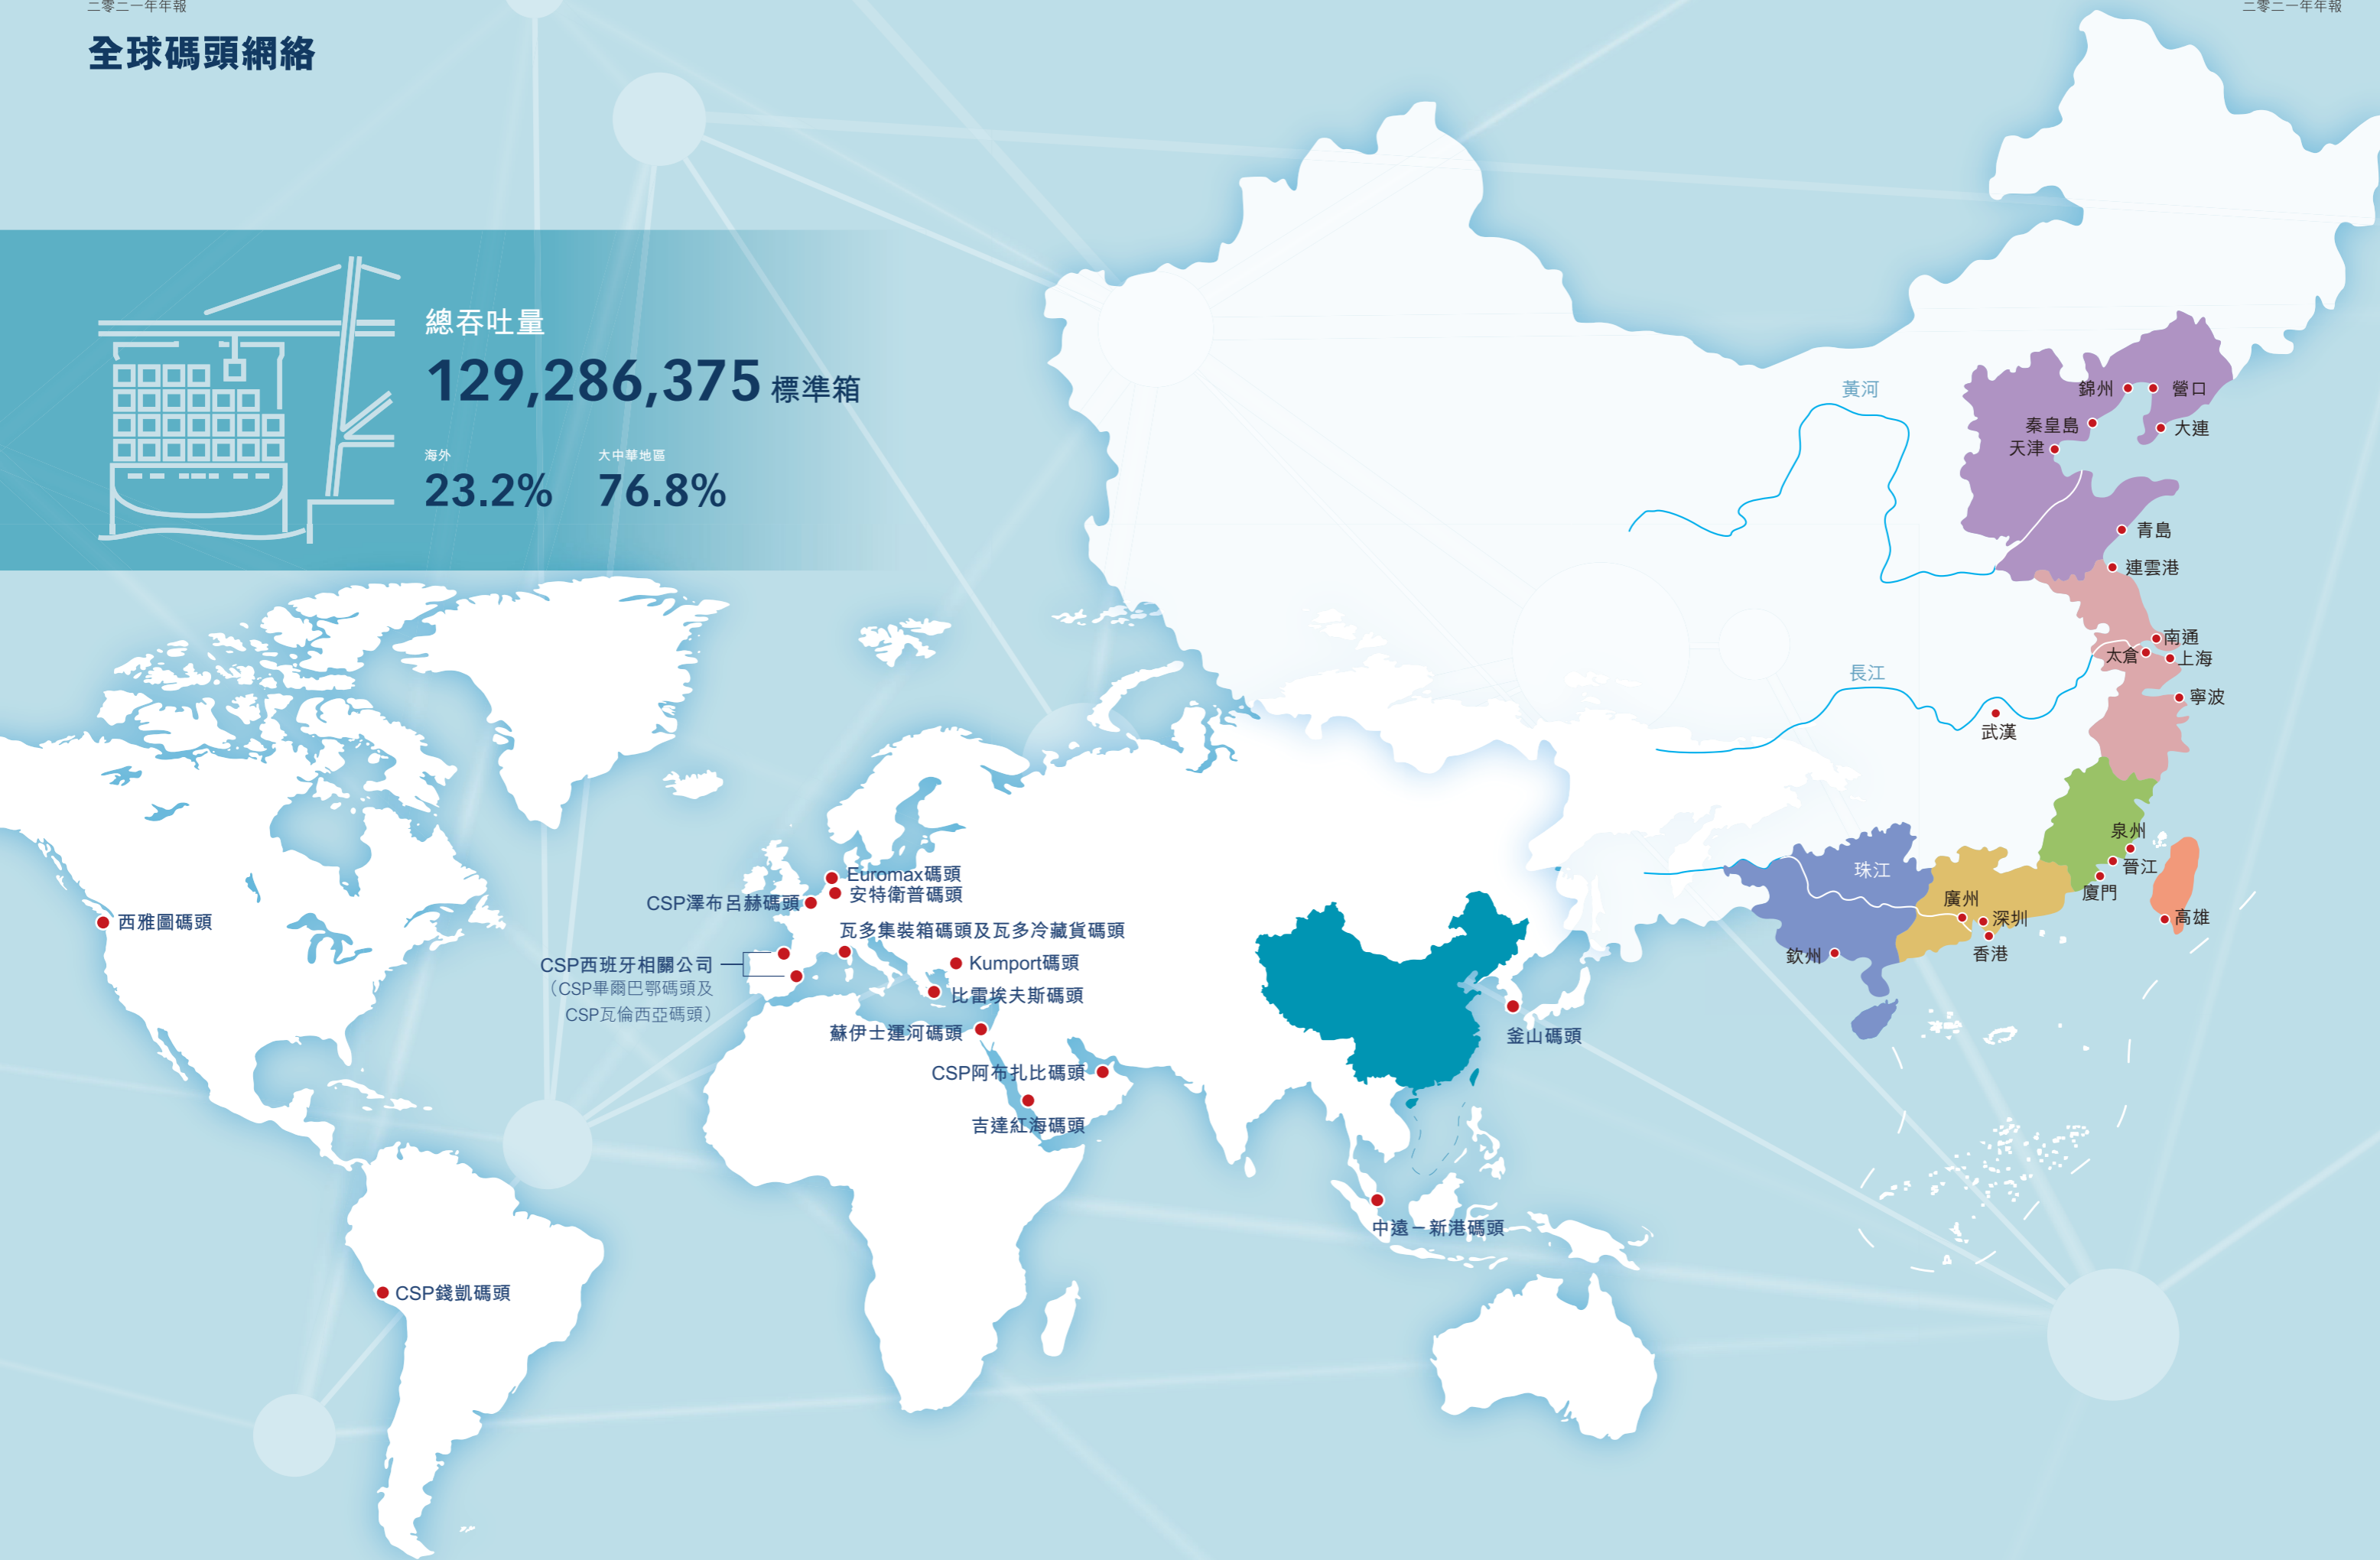 二零二一年年報
二零二一年年報
全球碼頭網絡
總吞吐量
129,286,375 標準箱
海外
大中華地區
23.2%
76.8%
黃河
錦州
營口
秦皇島
大連
天津
青島
連雲港
南通
太倉
上海
長江
寧波
武漢
泉州
珠江
晉江
廈門
廣州
深圳
高雄
欽州
香港
西雅圖碼頭
Euromax碼頭
安特衛普碼頭
CSP澤布呂赫碼頭
瓦多集裝箱碼頭及瓦多冷藏貨碼頭
CSP西班牙相關公司
（CSP畢爾巴鄂碼頭及
CSP瓦倫西亞碼頭）
Kumport碼頭
比雷埃夫斯碼頭
蘇伊士運河碼頭
釜山碼頭
CSP阿布扎比碼頭
吉達紅海碼頭
中遠－新港碼頭
CSP錢凱碼頭